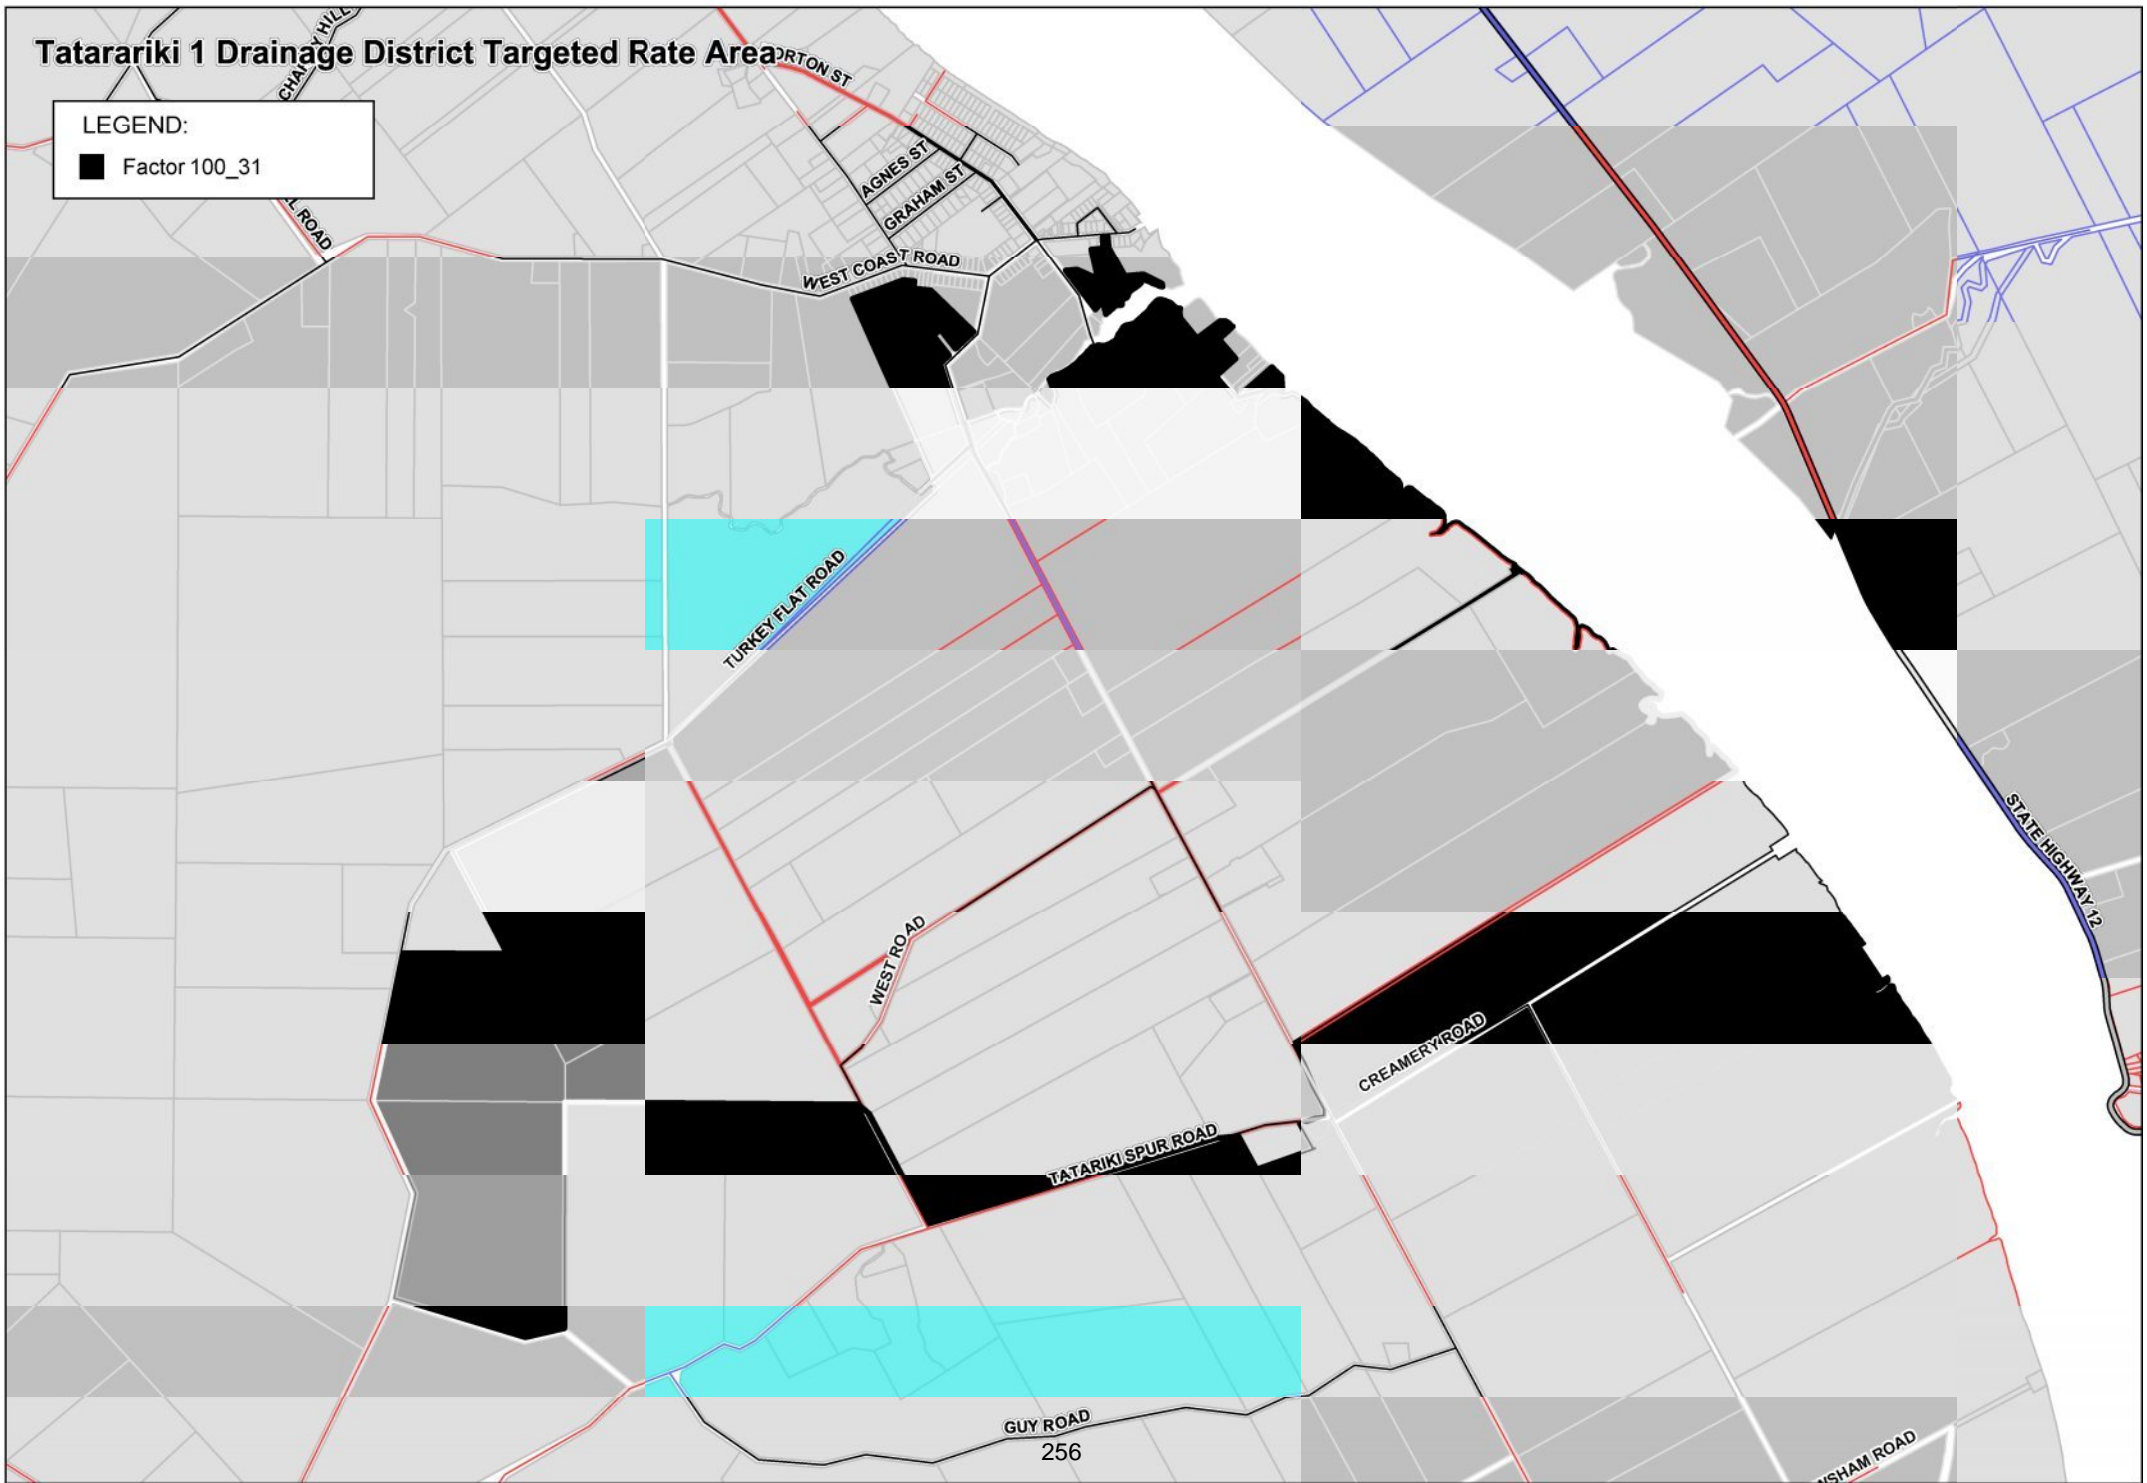 Tatarariki 1 Drainage District Targeted Rate Area
LEGEND:
Factor 100_31
AGNES ST
GRAHAM ST
WEST COAST ROAD
TURKEY FLAT ROAD
STATE HIGHWAY 12
WEST ROAD
CREAMERY ROAD
TATARIKI SPUR ROAD
GUY ROAD
256